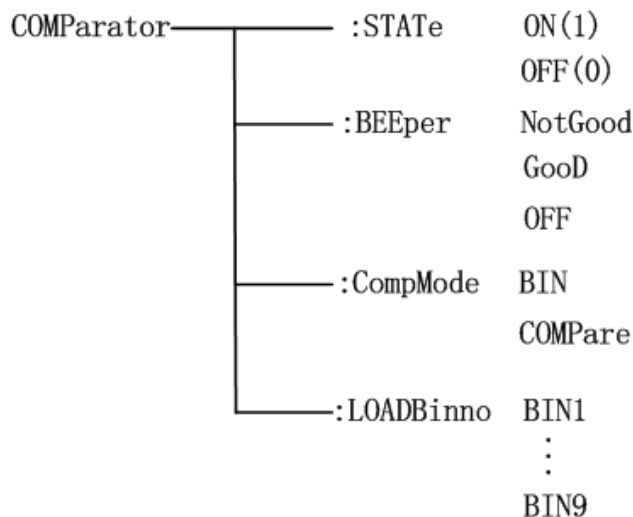 COMParator :STATe ON(1)
OFF(0)
:BEEper NotGood
GooD
OFF
:CompMode BIN
COMPare
:LOADBinno BIN1
⋮
BIN9